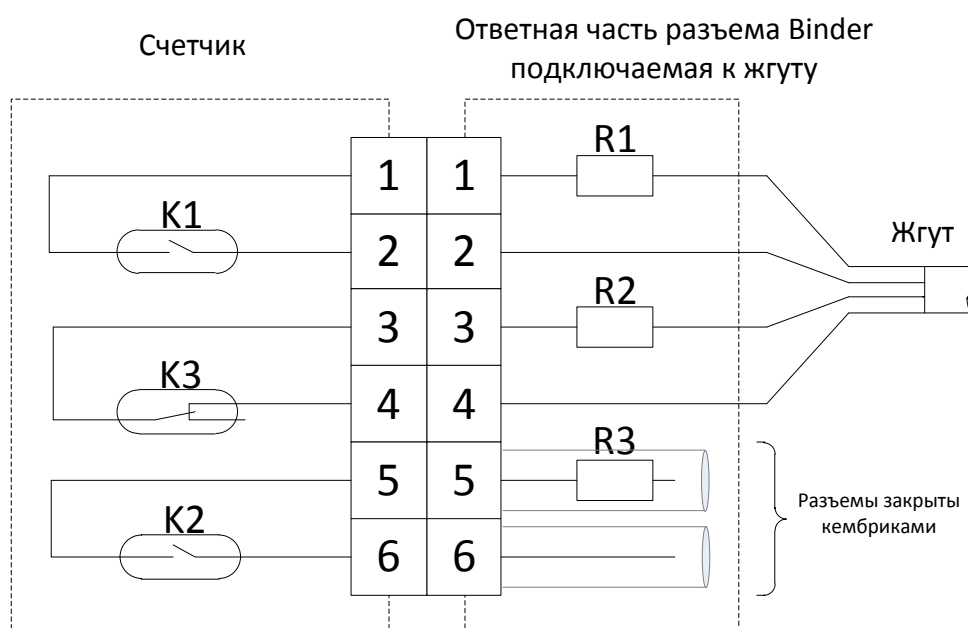 Счетчик
Ответная часть разъема Binder
подключаемая к жгуту
1 1 R1
K1
2 2
Жгут
3 3 R2
K3
4 4
5 5 R3
K2
6 6
Разъемы закрыты
кембриками